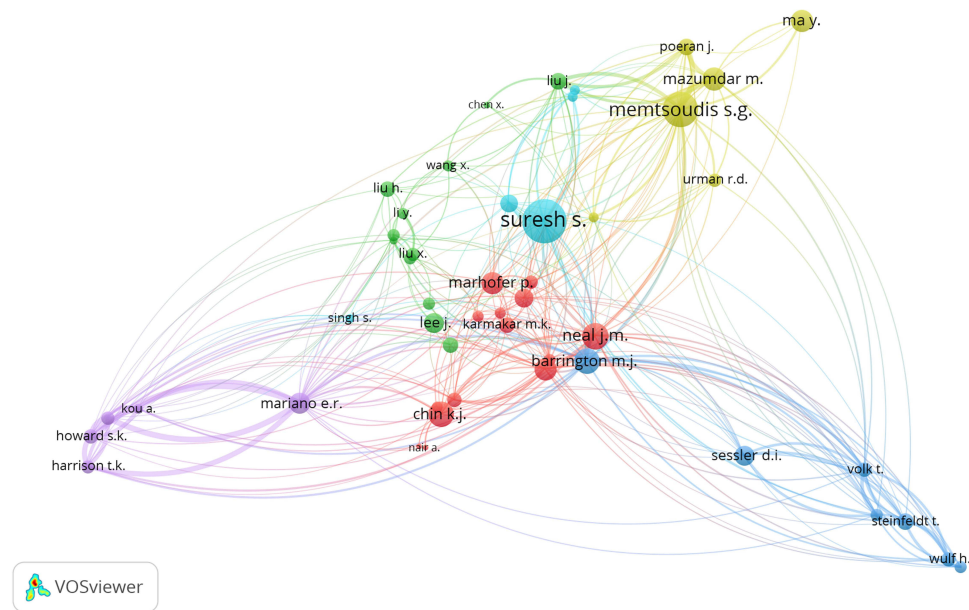 ma y.
poeran j.
mazumdar m.
liu j.
chen x.
memtsoudis s.g.
wang x.
urman r.d.
liu h.
li y.
suresh s.
liu x.
marhofer p.
singh s.
lee j.
karmakar m.k.
neal j.m.
barrington m.j.
mariano e.r.
kou a.
chin k.j.
howard s.k.
nair a.
sessler d.i.
harrison t.k.
volk t.
steinfeldt t.
wulf h.
VOSviewer